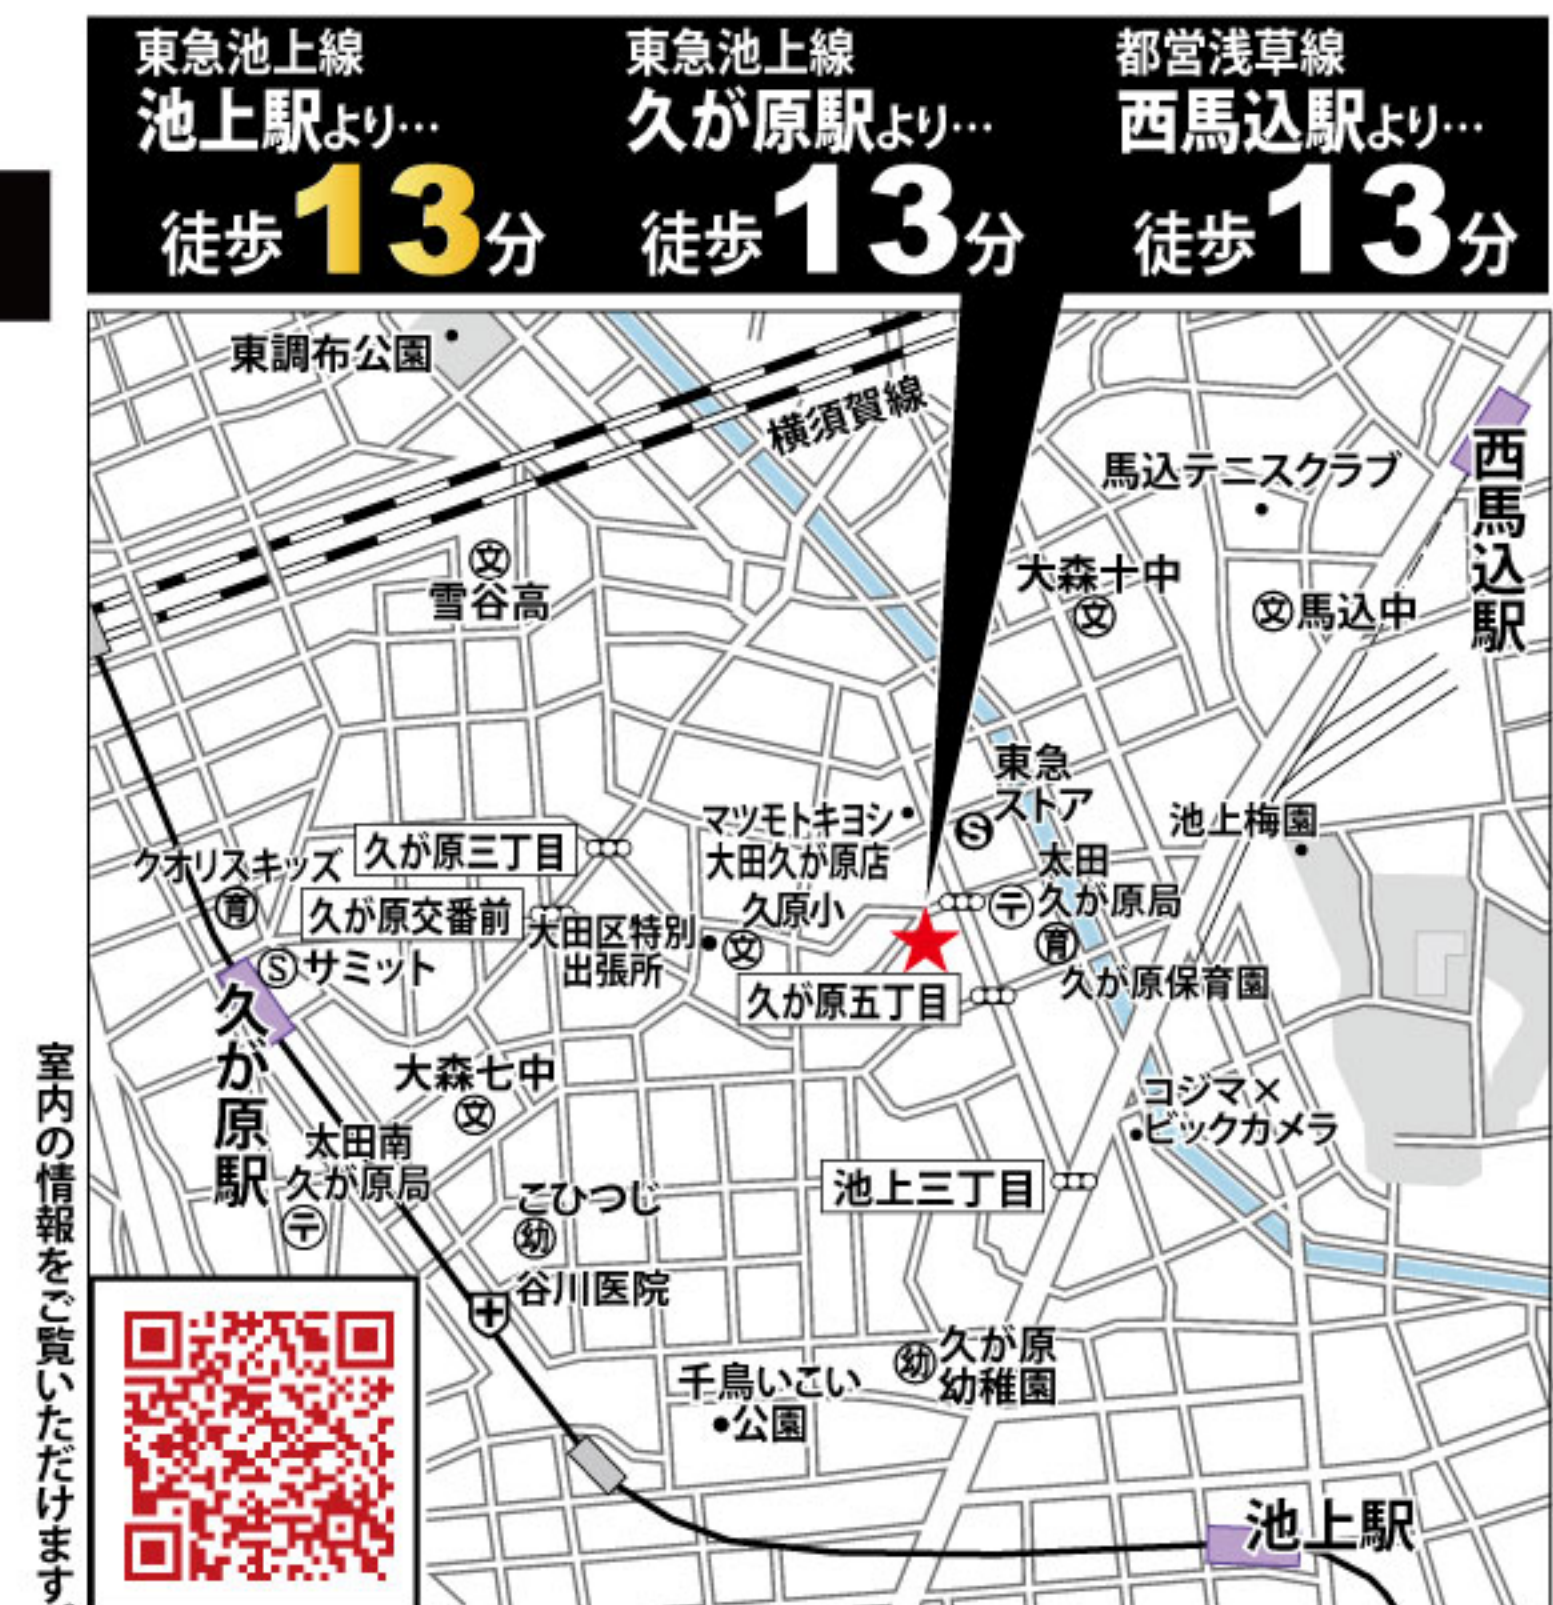 東急池上線
池上駅より…
徒歩13分
東急池上線
久が原駅より…
徒歩13分
都営浅草線
西馬込駅より…
徒歩13分
東調布公園
横須賀線
馬込テニスクラブ
西馬込駅
文
雪谷高
大森十中
文
文馬込中
東急
ストア
S
マツモトキヨシ
大田久が原店
池上梅園
久が原三丁目
クオリスキッズ
育
久が原交番前
大田区特別
出張所
久原小
文
太田
〒久が原局
育
久が原保育園
Sサミット
久が原五丁目
久が原駅
大森七中
文
コジマ×
ビックカメラ
太田南
久が原局
〒
こひつじ
幼
池上三丁目
谷川医院
久が原
幼幼稚園
千鳥いこい
公園
池上駅
室内の情報をご覧いただけます。